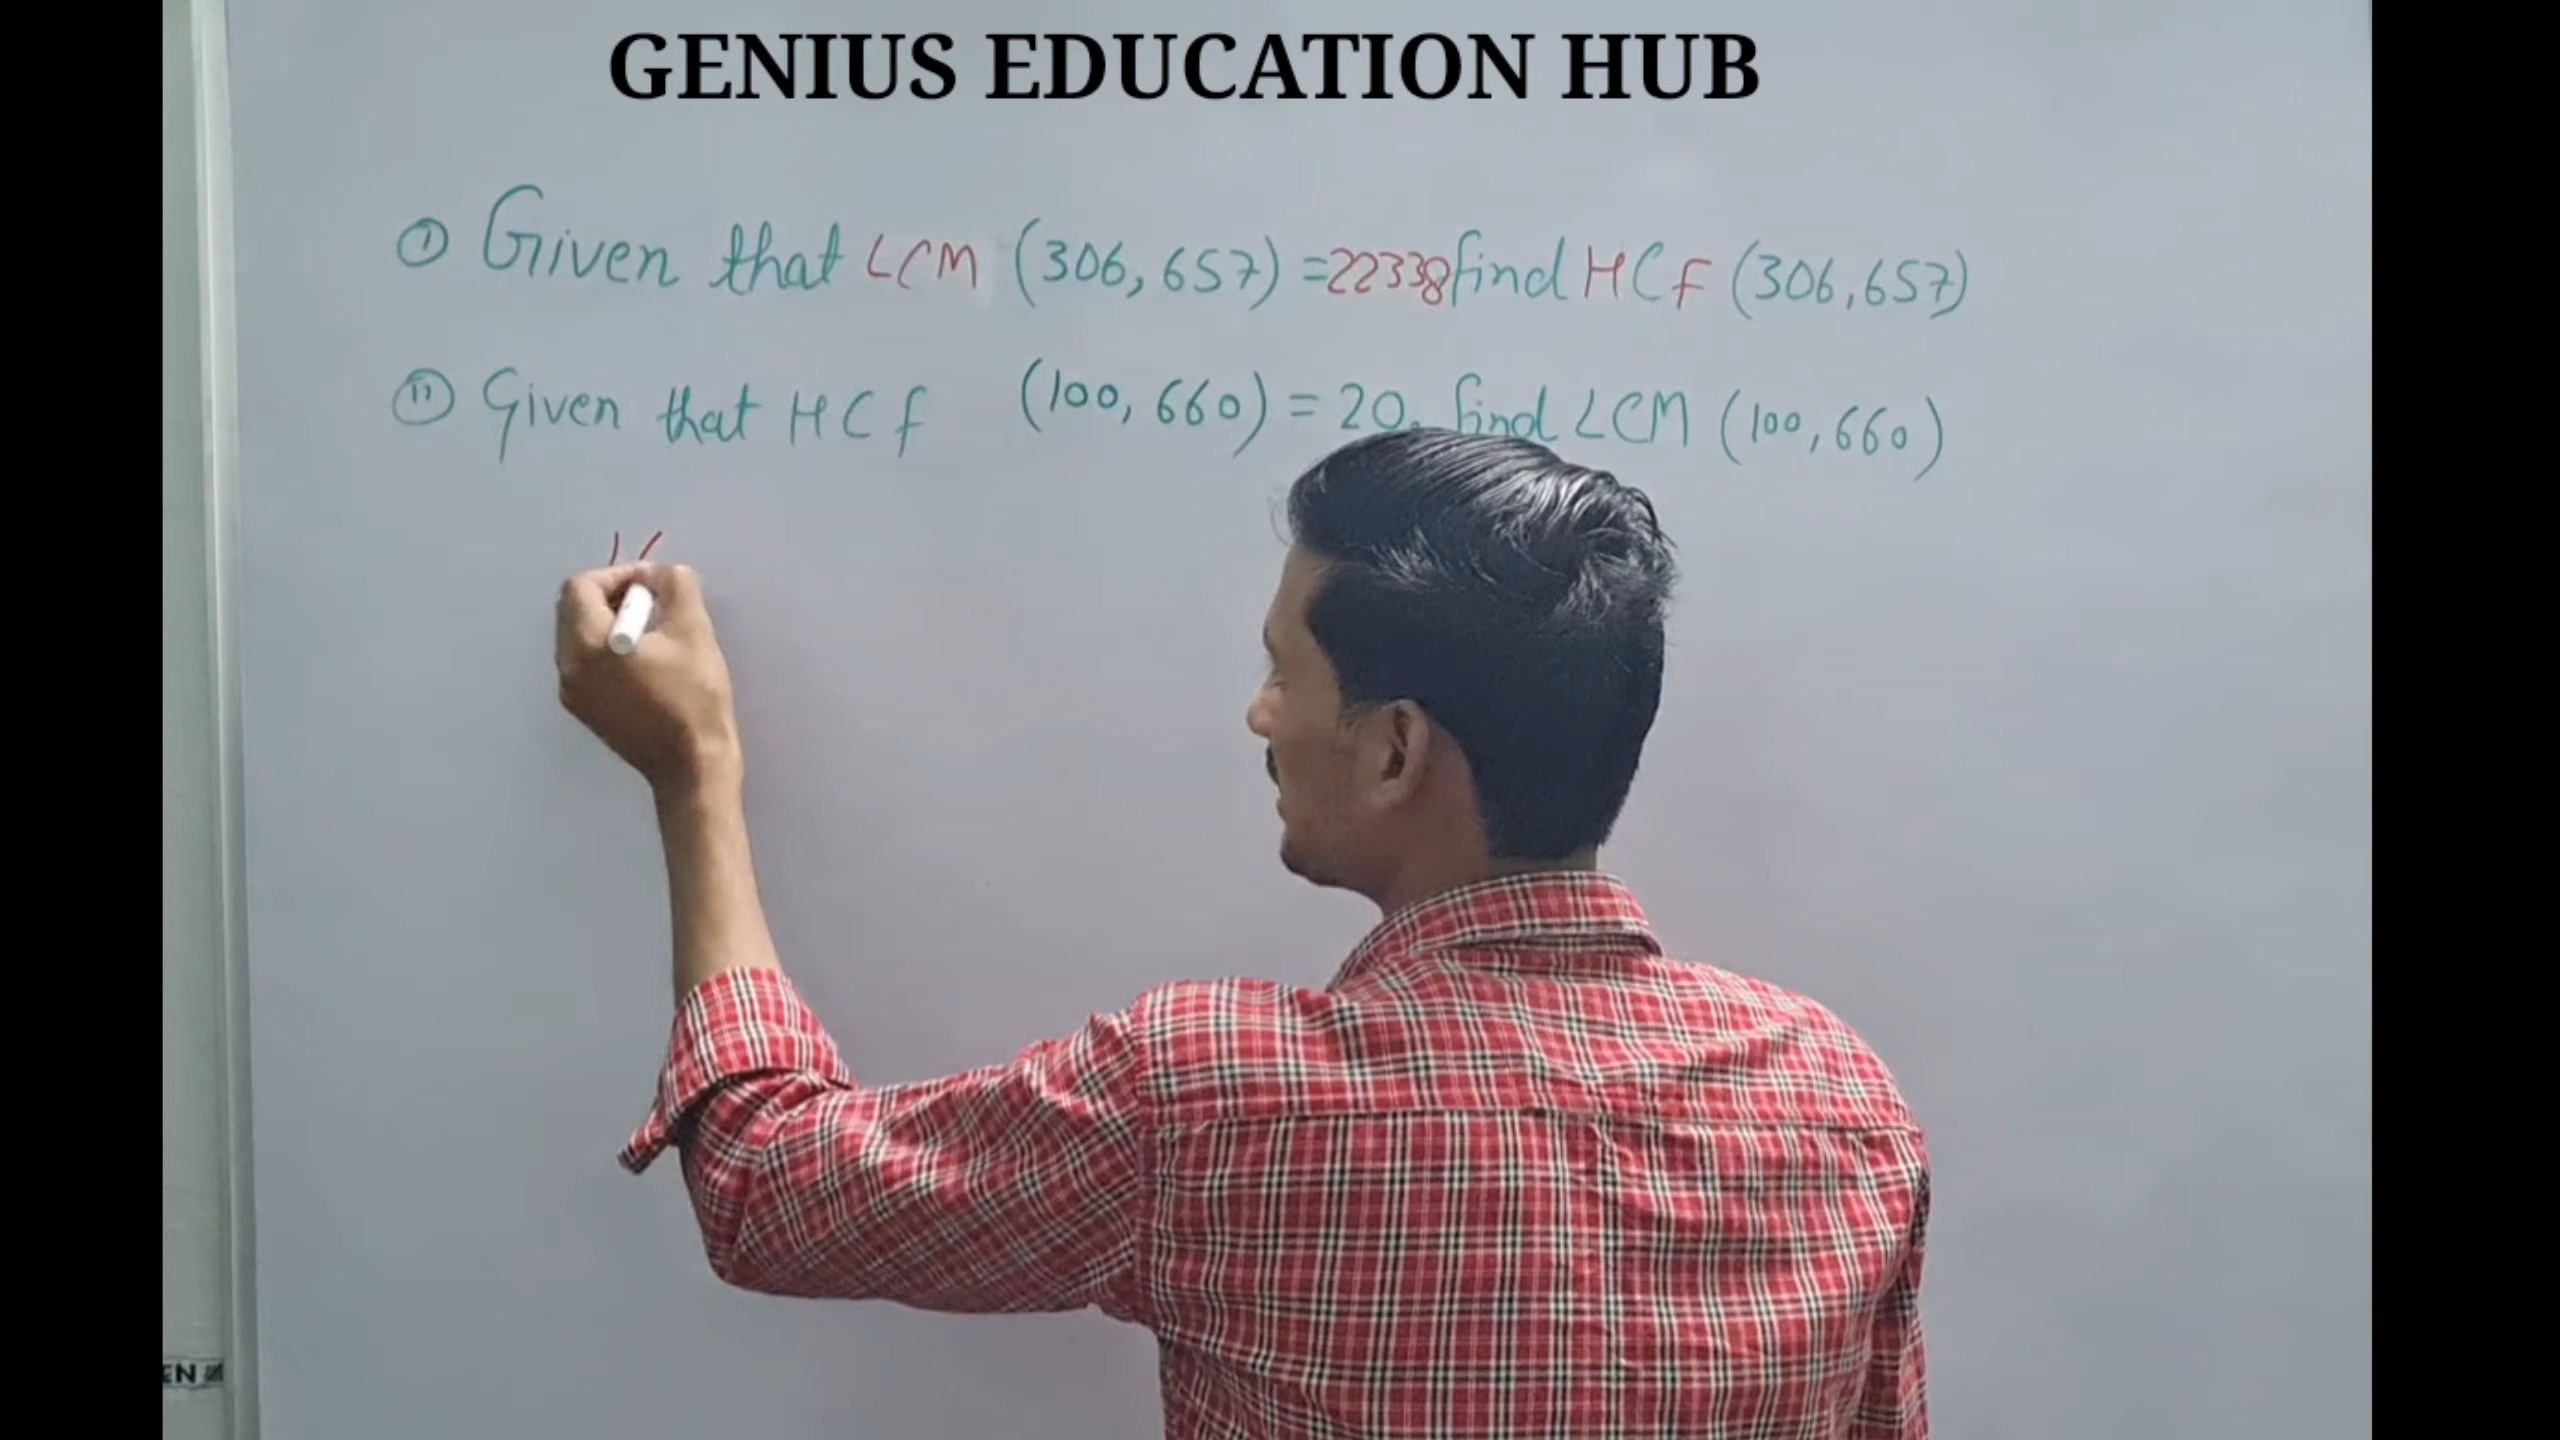 GENIUS EDUCATION HUB
① Given that LCM (306, 657) = 22338 find HCF (306, 657)
⑪ Given that HCf (100, 660) = 20. find LCM (100, 660)